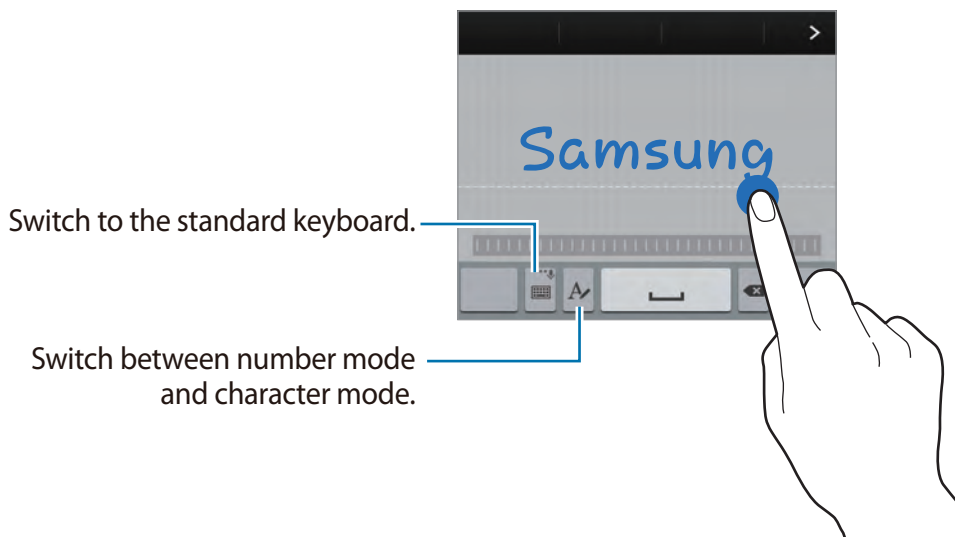 Samsung
Switch to the standard keyboard.
Switch between number mode
and character mode.